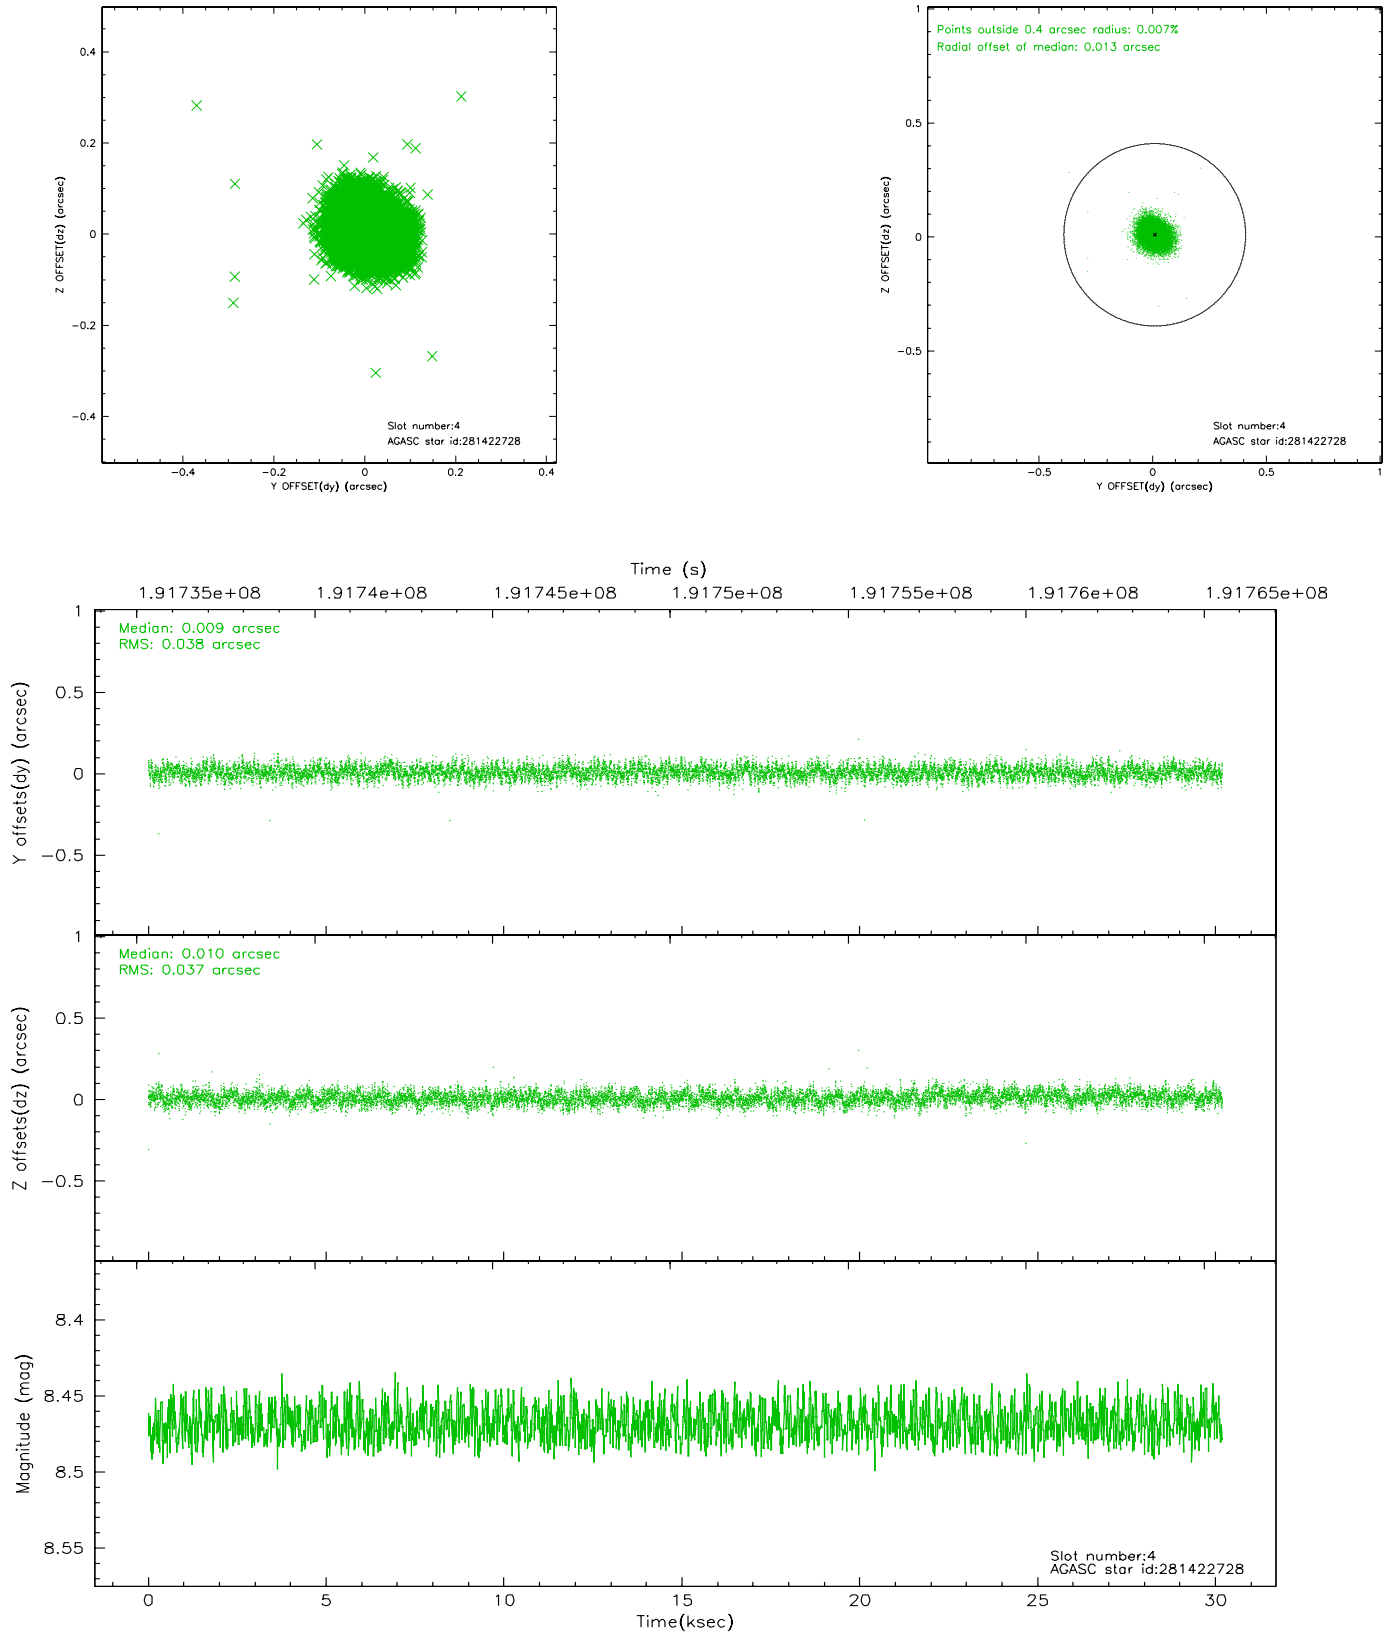 0.4
0.2
0
−0.2
−0.4
Z OFFSET(dz) (arcsec)
Slot number:4
AGASC star id:281422728
−0.4 −0.2 0 0.2 0.4
Y OFFSET(dy) (arcsec)
Points outside 0.4 arcsec radius: 0.007%
Radial offset of median: 0.013 arcsec
1
0.5
0
−0.5
Z OFFSET(dz) (arcsec)
Slot number:4
AGASC star id:281422728
−0.5 0 0.5 1
Y OFFSET(dy) (arcsec)
Time (s)
1.91735e+08 1.9174e+08 1.91745e+08 1.9175e+08 1.91755e+08 1.9176e+08 1.91765e+08
Median: 0.009 arcsec
RMS: 0.038 arcsec
1
0.5
0
−0.5
Y offsets(dy) (arcsec)
Median: 0.010 arcsec
RMS: 0.037 arcsec
1
0.5
0
−0.5
Z offsets(dz) (arcsec)
8.4
8.45
8.5
8.55
Magnitude (mag)
Slot number:4
AGASC star id:281422728
0 5 10 15 20 25 30
Time(ksec)